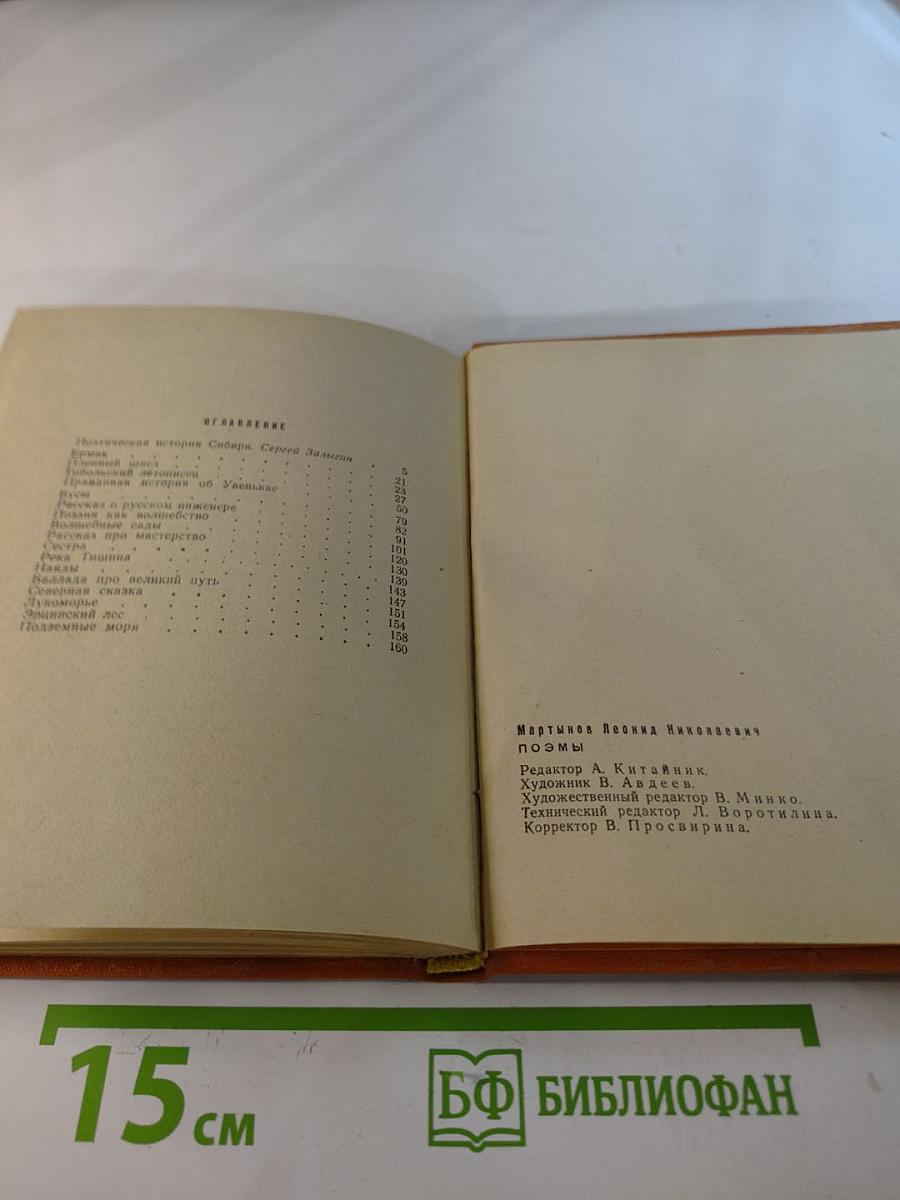 ОГЛАВЛЕНИЕ
Поэтическая история Сибири. Сергей Залыгин . 5
Ермак . . . . . . . . . 21
Пленный швед . . . . . . . . 23
Тобольский летописец . . . . . . . 27
Правдивая история об Увенькае . . . . 50
Бусы . . . . . . . . . 79
Рассказ о русском инженере . . . . . 82
Поэзия как волшебство . . . . . . 91
Волшебные сады . . . . . . . . 101
Рассказ про мастерство . . . . . . 120
Сестра . . . . . . . . . 130
Река Тишина . . . . . . . . 139
Наяды . . . . . . . . . 143
Баллада про великий путь . . . . . 147
Северная сказка . . . . . . . . 151
Лукоморье . . . . . . . . . 154
Эрцинский лес . . . . . . . . 158
Подземные моря . . . . . . . . 160
Мартынов Леонид Николаевич
ПОЭМЫ
Редактор А. Китайник.
Художник В. Авдеев.
Художественный редактор В. Минко.
Технический редактор Л. Воротилина.
Корректор В. Просвирина.
15 см
БФ БИБЛИОФАН